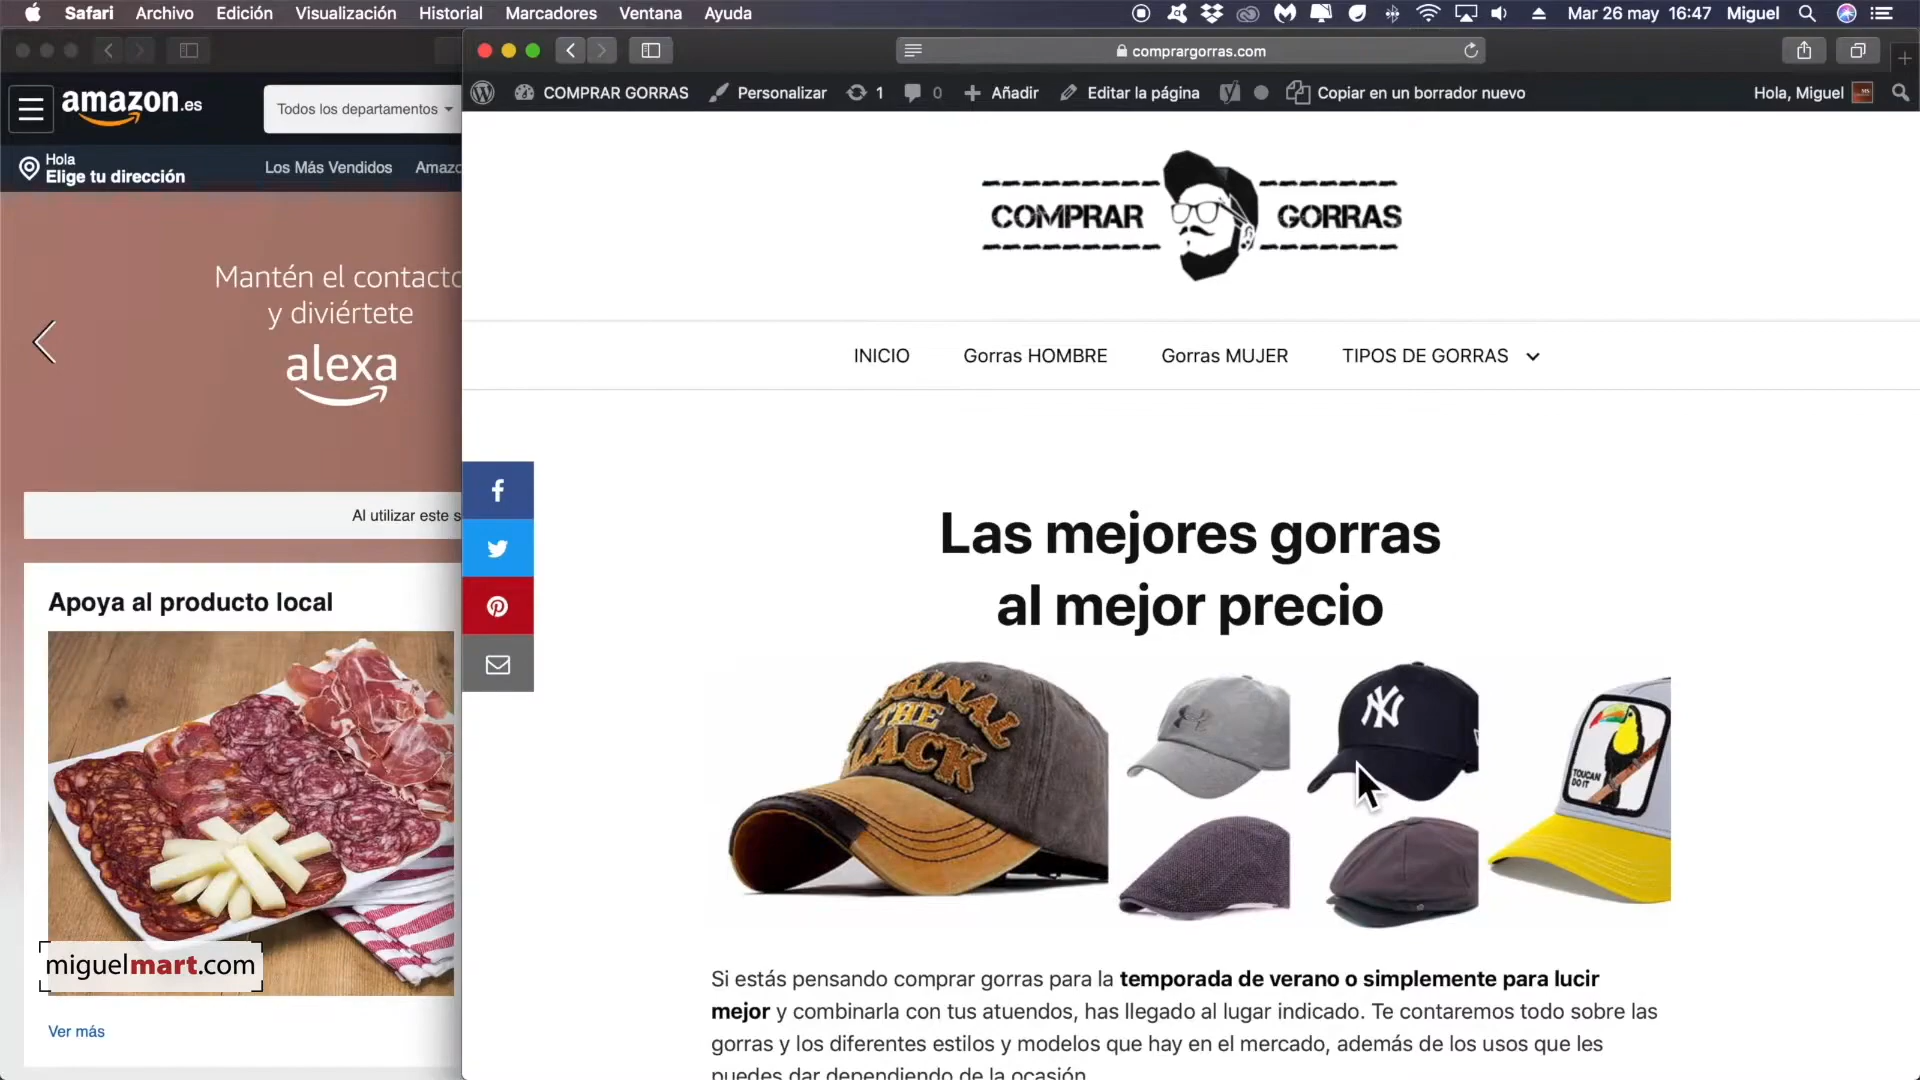 Safari Archivo Edición Visualización Historial Marcadores Ventana Ayuda
Mar 26 may 16:47 Miguel
comprargorras.com
COMPRAR GORRAS Personalizar 1 0 Añadir Editar la página Copiar en un borrador nuevo Hola, Miguel
amazon.es
Todos los departamentos
Hola
Elige tu dirección
Los Más Vendidos Amazo
Mantén el contacto
y diviértete
alexa
Al utilizar este s
Apoya al producto local
miguelmart.com
Ver más
COMPRAR GORRAS
INICIO Gorras HOMBRE Gorras MUJER TIPOS DE GORRAS
Las mejores gorras
al mejor precio
ORIGINAL
THE
LACK
NY
TOUCAN
DO IT
Si estás pensando comprar gorras para la temporada de verano o simplemente para lucir
mejor y combinarla con tus atuendos, has llegado al lugar indicado. Te contaremos todo sobre las
gorras y los diferentes estilos y modelos que hay en el mercado, además de los usos que les
puedes dar dependiendo de la ocasión